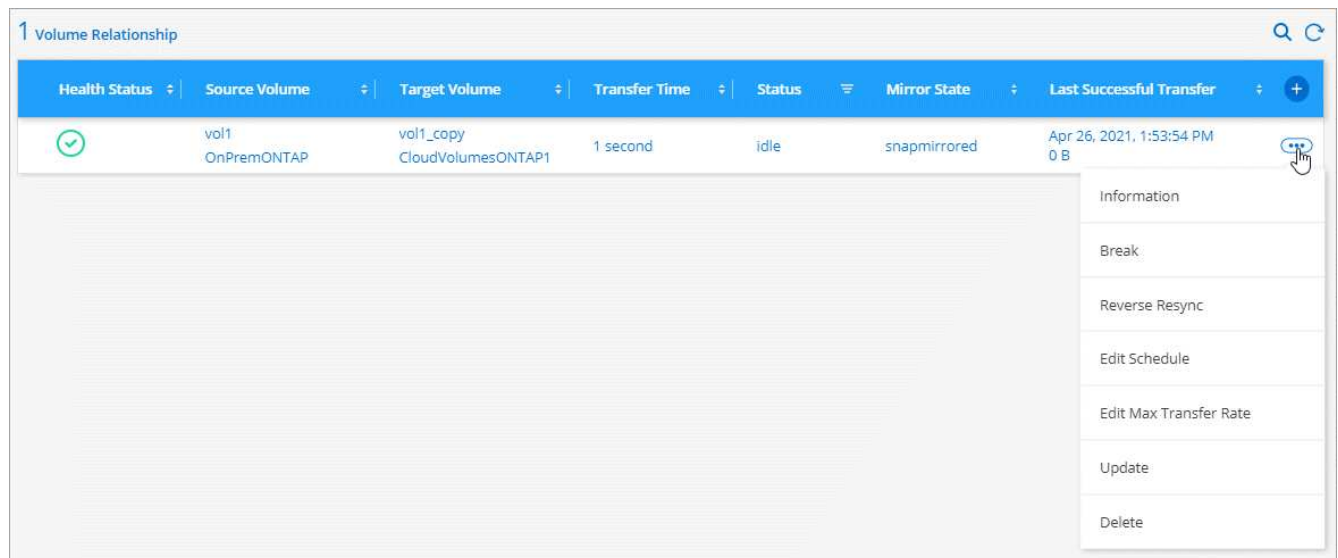 1 Volume Relationship
Health Status Source Volume Target Volume Transfer Time Status Mirror State Last Successful Transfer
vol1 vol1_copy 1 second idle snapmirrored Apr 26, 2021, 1:53:54 PM
OnPremONTAP CloudVolumesONTAP1 0 B
Information
Break
Reverse Resync
Edit Schedule
Edit Max Transfer Rate
Update
Delete